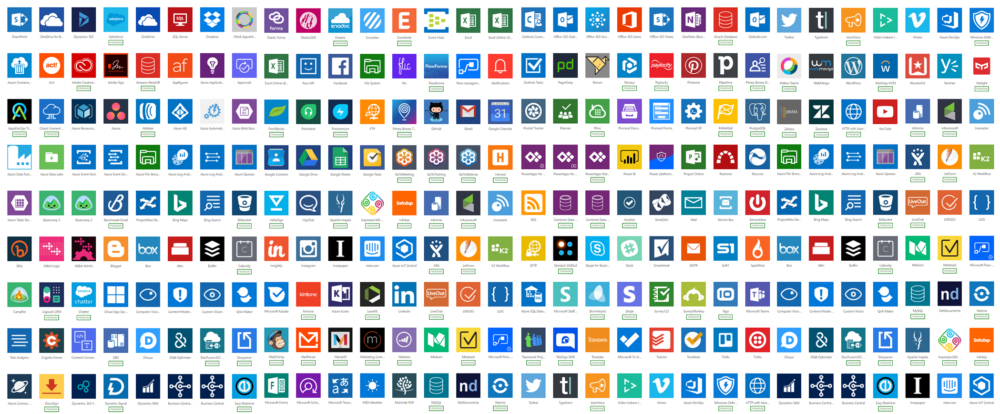 SharePoint OneDrive for B... Dynamics 365 Salesforce OneDrive SQL Server Dropbox 10to8 Appoint... Elastic Forms ElasticOCR Enadoc Encodian Eventbrite Event Hubs Excel Excel Online (O... Outlook Custo... Office 365 Outl... Office 365 Gro... Office 365 Users Office 365 Video OneNote (Busi... Oracle Database Outlook.com Twitter Typeform UserVoice Video Indexer (... Vimeo Azure DevOps Windows Defe...
PREMIUM PREMIUM PREMIUM PREMIUM PREMIUM PREMIUM
Azure Containe... Act! Adobe Creative... Adobe Sign Amazon Redshift Appfigures Azure Applicati... Approvals Excel Online (B... Face API Facebook File System Flic FlowForma Flow managem... Notifications Outlook Tasks PagerDuty Parserr Parseur Paylocity Pinterest Pipedrive Pitney Bowes D... Webex Teams WebMerge WordPress Workday HCM Wunderlist Yammer Yeelight
PREMIUM PREMIUM PREMIUM PREMIUM PREMIUM PREMIUM PREMIUM PREMIUM PREMIUM PREMIUM
AppsForOps Ti... Cloud Connect ... Azure Resource... Asana AWeber Azure AD Azure Automati... Azure Blob Stor... FreshBooks Freshdesk Freshservice FTP Pitney Bowes T... GitHub Gmail Google Calendar Pivotal Tracker Planner Plivo Plumsail Docu... Plumsail Forms Plumsail SP PoliteMail PostgreSQL Zahara Zendesk HTTP with Azur... YouTube Informix Infusionsoft Inoreader
PREMIUM PREMIUM PREMIUM PREMIUM PREMIUM PREMIUM PREMIUM PREMIUM PREMIUM PREMIUM PREMIUM PREMIUM PREMIUM PREMIUM
Azure Data Fact... Azure Data Lake Azure Event Grid Azure Event Gri... Azure File Stora... Azure Log Anal... Azure Log Anal... Azure Queues Google Contacts Google Drive Google Sheets Google Tasks GoToMeeting GoToTraining GoToWebinar Harvest PowerApps for ... PowerApps for ... PowerApps Not... Power BI Power platform... Project Online Redmine Rencore Azure File Stora... Azure Log Anal... Azure Log Anal... Azure Queues JIRA JotForm K2 Workflow
PREMIUM PREMIUM PREMIUM PREMIUM PREMIUM PREMIUM PREMIUM
Azure Table Sto... Basecamp 3 Basecamp 2 Benchmark Email ProjectWise De... Bing Maps Bing Search Bitbucket HelloSign HipChat Apache Impala Imprezian360-... Infobip Informix Infusionsoft Inoreader RSS Common Data ... Common Data ... iAuditor SendGrid Mail Service Bus ServiceNow ProjectWise De... Bing Maps Bing Search Bitbucket LiveChat LMS365 LUIS
PREMIUM PREMIUM PREMIUM PREMIUM PREMIUM PREMIUM PREMIUM PREMIUM PREMIUM PREMIUM PREMIUM PREMIUM PREMIUM
Bitly AtBot Logic AtBot Admin Blogger Box bttn Buffer Calendly Insightly Instagram Instapaper Intercom Azure IoT Central JIRA JotForm K2 Workflow SFTP Derdack SIGNL4 Skype for Busin... Slack Smartsheet SMTP Soft1 SparkPost Box bttn Buffer Calendly Medium Metatask Microsoft Flow ...
PREMIUM PREMIUM PREMIUM PREMIUM PREMIUM PREMIUM
Campfire Capsule CRM Chatter Cloud App Sec... Computer Visio... Content Moder... Custom Vision QnA Maker Microsoft Kaizala kintone Azure Kusto LeanKit LinkedIn LiveChat LMS365 LUIS Azure SQL Data... Microsoft Staff... Stormboard Stripe Survey123 SurveyMonkey Tago Microsoft Teams Computer Visio... Content Moder... Custom Vision QnA Maker MySQL NetDocuments Nexmo
PREMIUM PREMIUM PREMIUM PREMIUM PREMIUM PREMIUM PREMIUM PREMIUM PREMIUM PREMIUM PREMIUM
Text Analytics Cognito Forms Content Conver... DB2 Disqus D&B Optimizer DocFusion365 ... Docparser MailChimp MailParser Mandrill Marketing Cont... Marketo Medium Metatask Microsoft Flow ... Teamwork Proj... TeleSign SMS Teradata Microsoft To-D... Todoist Toodledo Trello Twilio Disqus D&B Optimizer DocFusion365 ... Docparser Apache Impala Imprezian360-... Infobip
PREMIUM PREMIUM PREMIUM PREMIUM PREMIUM PREMIUM PREMIUM PREMIUM PREMIUM PREMIUM PREMIUM PREMIUM PREMIUM PREMIUM PREMIUM PREMIUM PREMIUM
Azure Cosmos ... DocuSign Dynamics 365 f... Dynamic Signal Dynamics NAV Business Centra... Business Central Easy Redmine Microsoft Forms Microsoft Scho... Microsoft Trans... MSN Weather Muhimbi PDF MySQL NetDocuments Nexmo Twitter Typeform UserVoice Video Indexer (... Vimeo Azure DevOps Windows Defe... HTTP with Azur... Dynamics NAV Business Centra... Business Central Easy Redmine Instapaper Intercom Azure IoT Central
PREMIUM PREMIUM PREMIUM PREMIUM PREMIUM PREMIUM PREMIUM PREMIUM PREMIUM